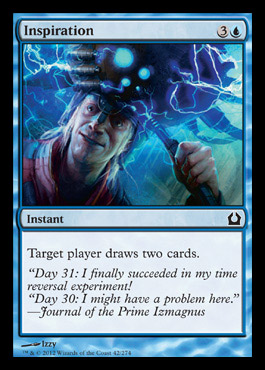 Inspiration 3
Instant
Target player draws two cards.
“Day 31: I finally succeeded in my time
reversal experiment!
“Day 30: I might have a problem here.”
—Journal of the Prime Izmagnus
Izzy
™ & © 2012 Wizards of the Coast 42/274